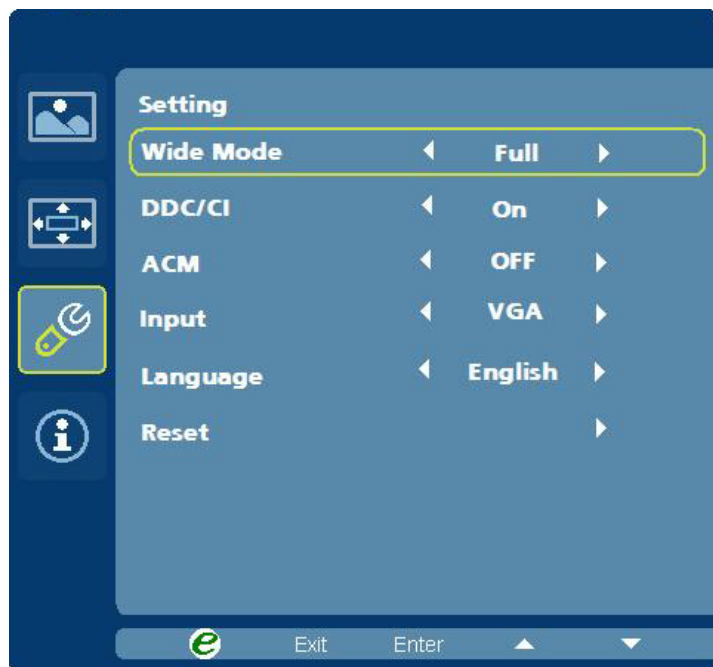 Setting
Wide Mode Full
DDC/CI On
ACM OFF
Input VGA
Language English
Reset
e Exit Enter